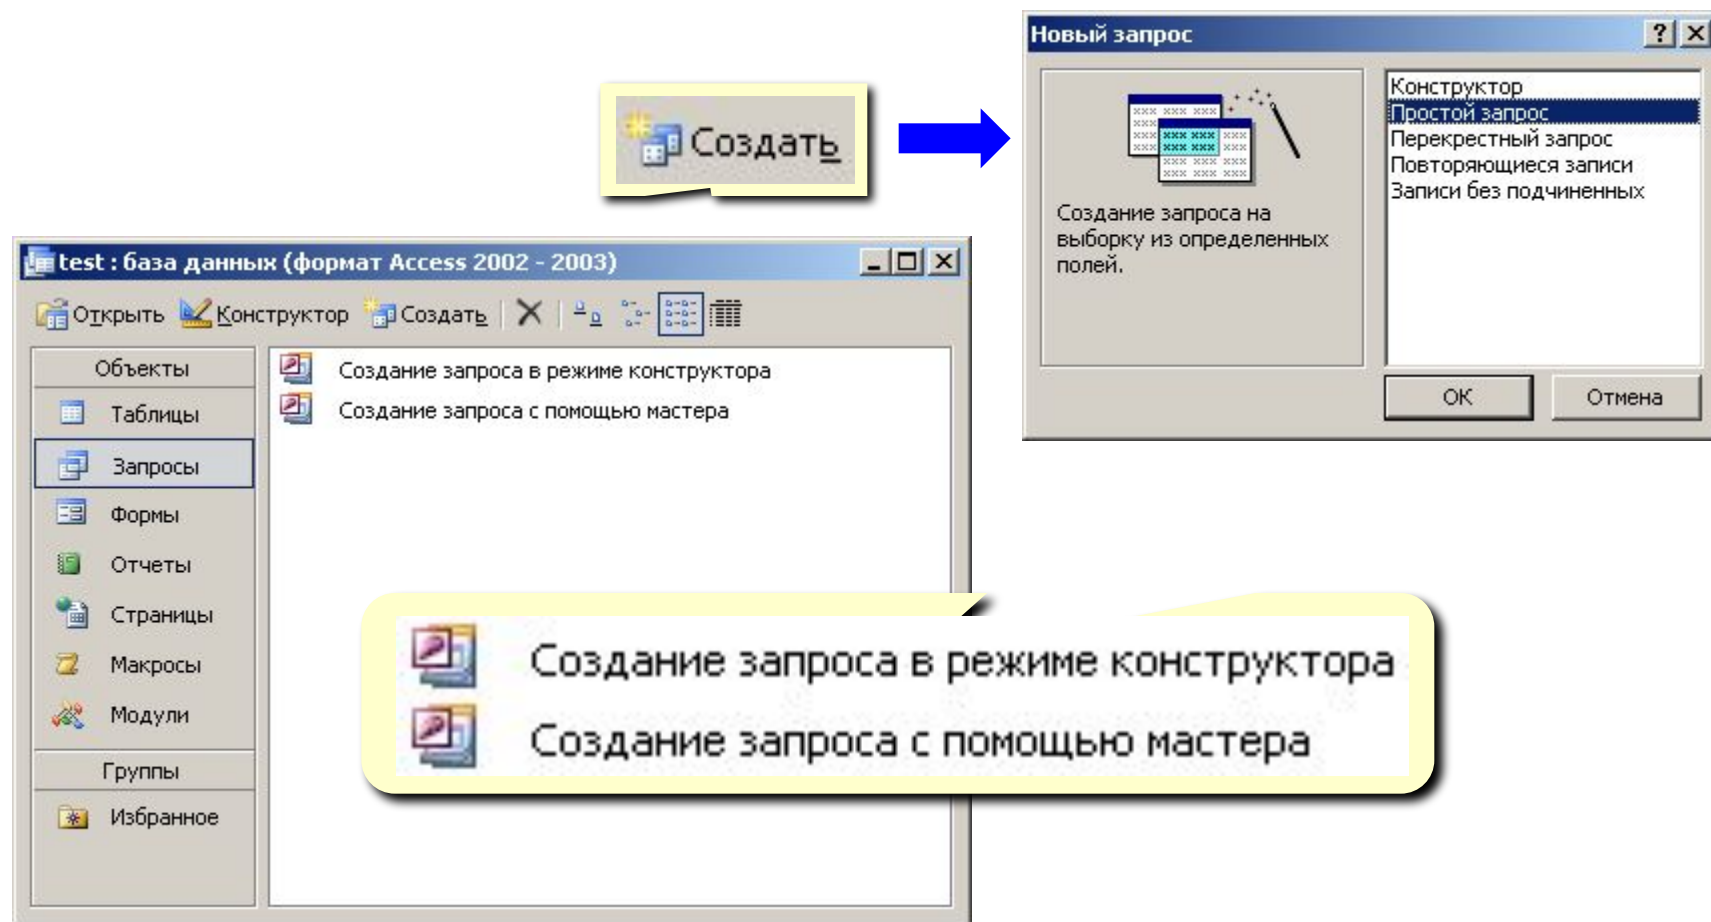 Новый запрос
Создать
Конструктор
Простой запрос
Перекрестный запрос
Повторяющиеся записи
Записи без подчиненных
xxx xxx xxx
Создание запроса на
выборку из определенных
полей.
OK
Отмена
test : база данных (формат Access 2002 - 2003)
Открыть Конструктор Создать
Объекты
Таблицы
Запросы
Формы
Отчеты
Страницы
Макросы
Модули
Группы
Избранное
Создание запроса в режиме конструктора
Создание запроса с помощью мастера
Создание запроса в режиме конструктора
Создание запроса с помощью мастера